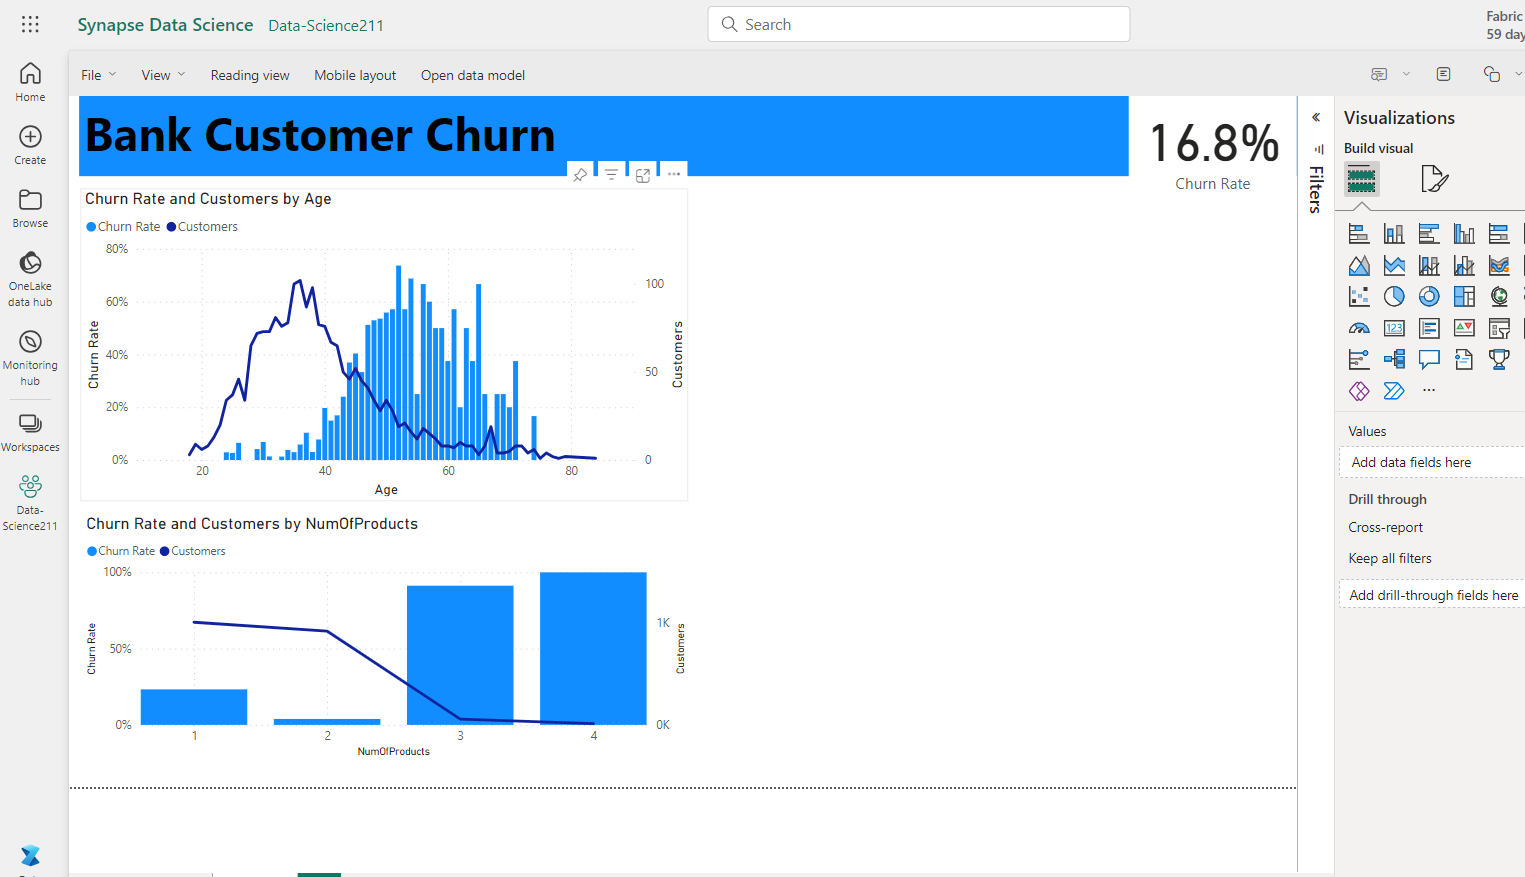 Synapse Data Science Data-Science211
Search
Fabric
59 day
Home
Create
Browse
OneLake
data hub
Monitoring
hub
Workspaces
Data-
Science211
File View Reading view Mobile layout Open data model
Bank Customer Churn
16.8%
Churn Rate
Churn Rate and Customers by Age
Churn Rate Customers
80%
60%
40%
20%
0%
Churn Rate
100
50
0
Customers
20 40 60 80
Age
Churn Rate and Customers by NumOfProducts
Churn Rate Customers
100%
50%
0%
Churn Rate
1K
0K
Customers
1 2 3 4
NumOfProducts
Filters
Visualizations
Build visual
123
Values
Add data fields here
Drill through
Cross-report
Keep all filters
Add drill-through fields here